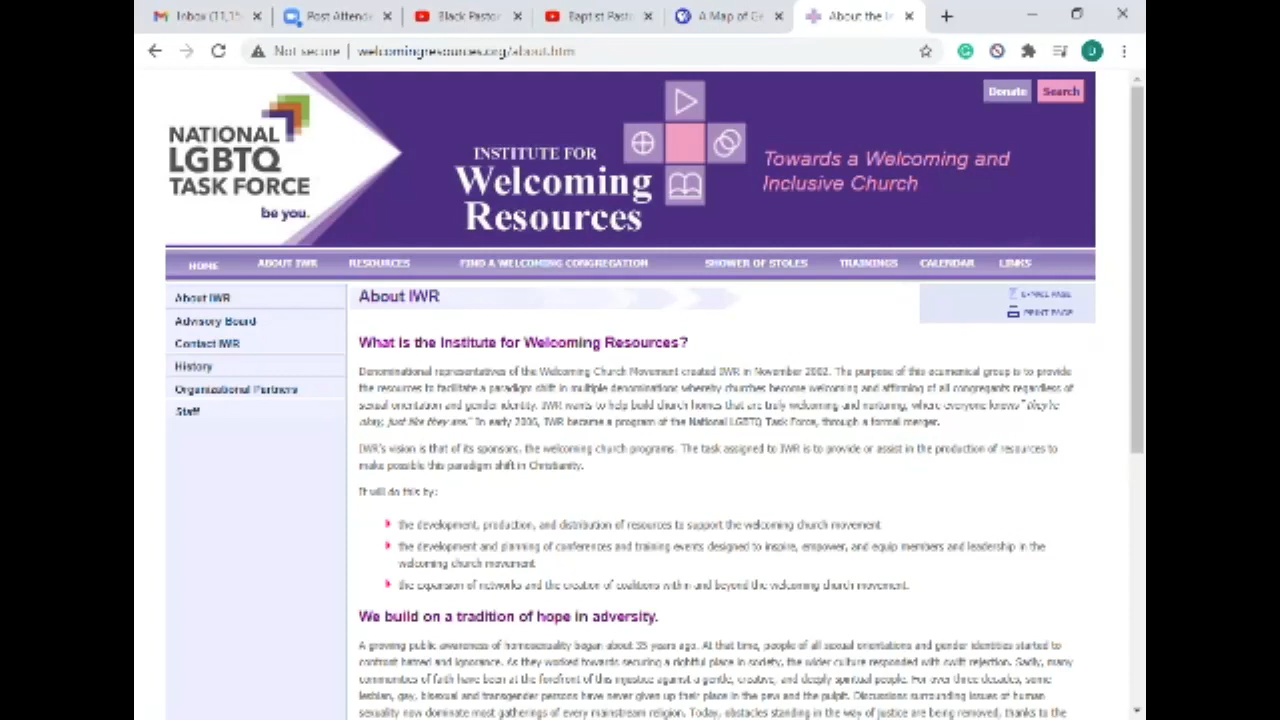 Inbox (11,15
Post Attend
Black Pastor
Baptist Past
A Map of Ge
About the In
Not secure | welcomingresources.org/about.htm
Donate
Search
NATIONAL
LGBTQ
TASK FORCE
be you.
INSTITUTE FOR
Welcoming
Resources
Towards a Welcoming and
Inclusive Church
HOME
ABOUT IWR
RESOURCES
FIND A WELCOMING CONGREGATION
SHOWER OF STOLES
TRAININGS
CALENDAR
LINKS
About IWR
Advisory Board
Contact IWR
History
Organizational Partners
Staff
About IWR
E-MAIL PAGE
PRINT PAGE
What is the Institute for Welcoming Resources?
Denominational representatives of the Welcoming Church Movement created IWR in November 2002. The purpose of this ecumenical group is to provide
the resources to facilitate a paradigm shift in multiple denominations whereby churches become welcoming and affirming of all congregants regardless of
sexual orientation and gender identity. IWR wants to help build church homes that are truly welcoming and nurturing, where everyone knows "they're
okay, just like they are." In early 2006, IWR became a program of the National LGBTQ Task Force, through a formal merger.
IWR's vision is that of its sponsors, the welcoming church programs. The task assigned to IWR is to provide or assist in the production of resources to
make possible this paradigm shift in Christianity.
It will do this by:
the development, production, and distribution of resources to support the welcoming church movement
the development and planning of conferences and training events designed to inspire, empower, and equip members and leadership in the
welcoming church movement
the expansion of networks and the creation of coalitions within and beyond the welcoming church movement.
We build on a tradition of hope in adversity.
A growing public awareness of homosexuality began about 35 years ago. At that time, people of all sexual orientations and gender identities started to
confront hatred and ignorance. As they worked towards securing a rightful place in society, the wider culture responded with swift rejection. Sadly, many
communities of faith have been at the forefront of this injustice against a gentle, creative, and deeply spiritual people. For over three decades, some
lesbian, gay, bisexual and transgender persons have never given up their place in the pew and the pulpit. Discussions surrounding issues of human
sexuality now dominate most gatherings of every mainstream religion. Today, obstacles standing in the way of justice are being removed, thanks to the